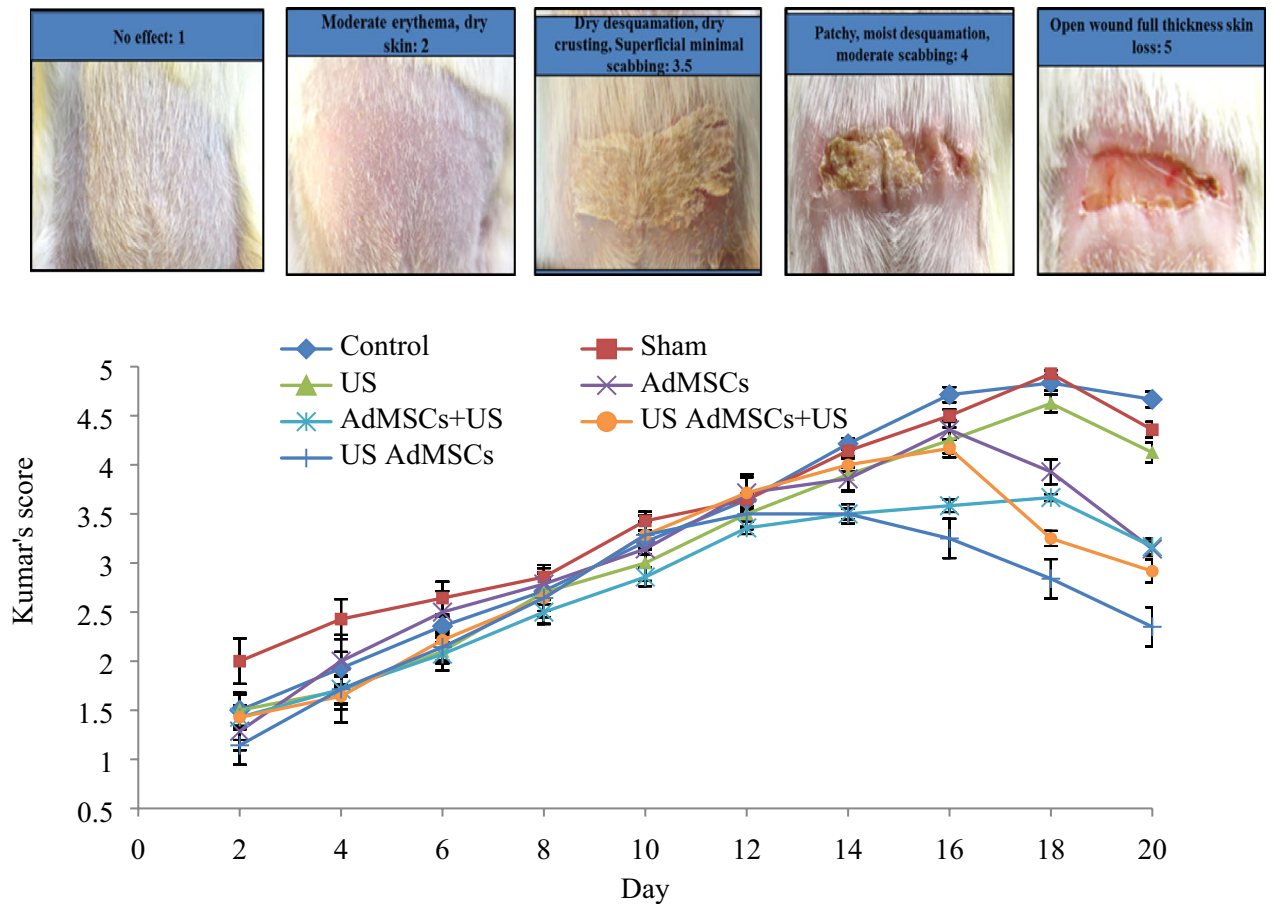 No effect: 1
Moderate erythema, dry
skin: 2
Dry desquamation, dry
crusting, Superficial minimal
scabbing: 3.5
Patchy, moist desquamation,
moderate scabbing: 4
Open wound full thickness skin
loss: 5
Control
Sham
US
AdMSCs
AdMSCs+US
US AdMSCs+US
US AdMSCs
Kumar's score
5
4.5
4
3.5
3
2.5
2
1.5
1
0.5
0 2 4 6 8 10 12 14 16 18 20
Day